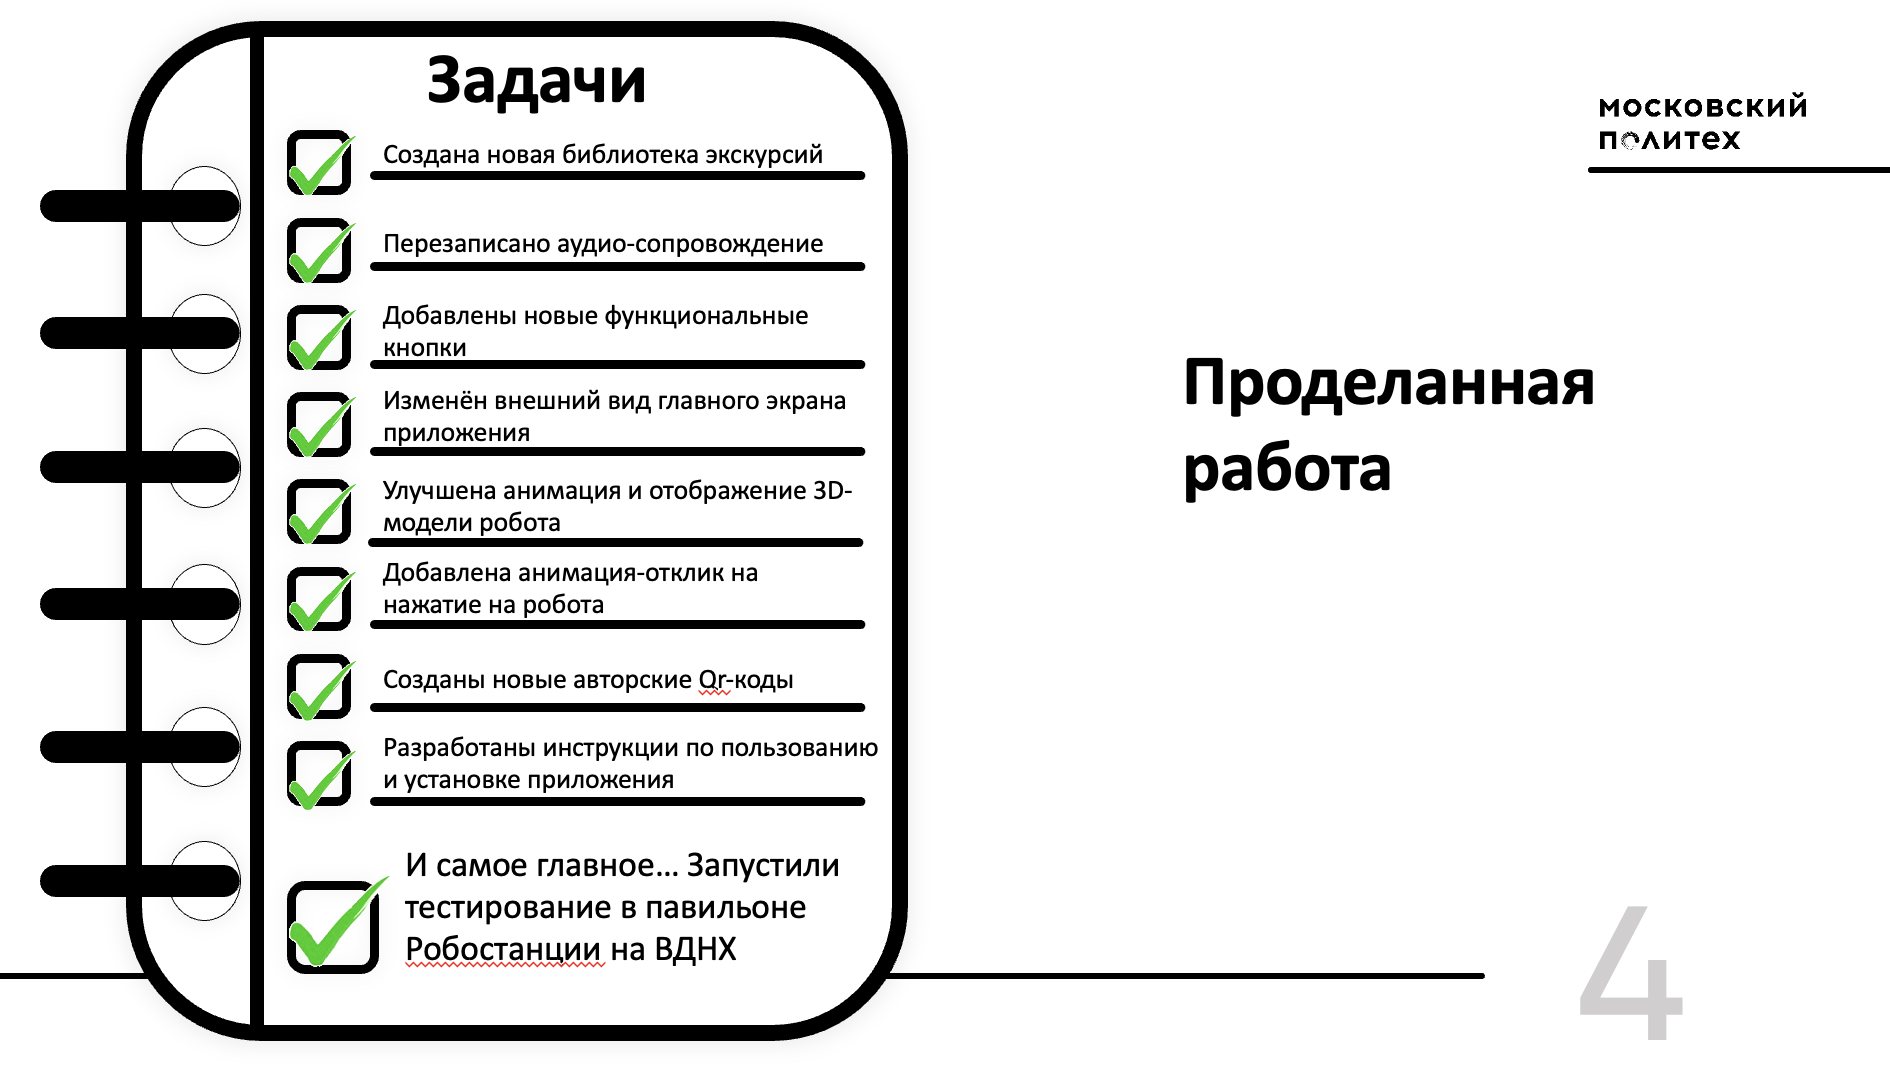 Задачи
Создана новая библиотека экскурсий
Перезаписано аудио-сопровождение
Добавлены новые функциональные
кнопки
Изменён внешний вид главного экрана
приложения
Улучшена анимация и отображение 3D-
модели робота
Добавлена анимация-отклик на
нажатие на робота
Созданы новые авторские Qr-коды
Разработаны инструкции по пользованию
и установке приложения
И самое главное... Запустили
тестирование в павильоне
Робостанции на ВДНХ
МОСКОВСКИЙ
ПОЛИТЕХ
Проделанная
работа
4